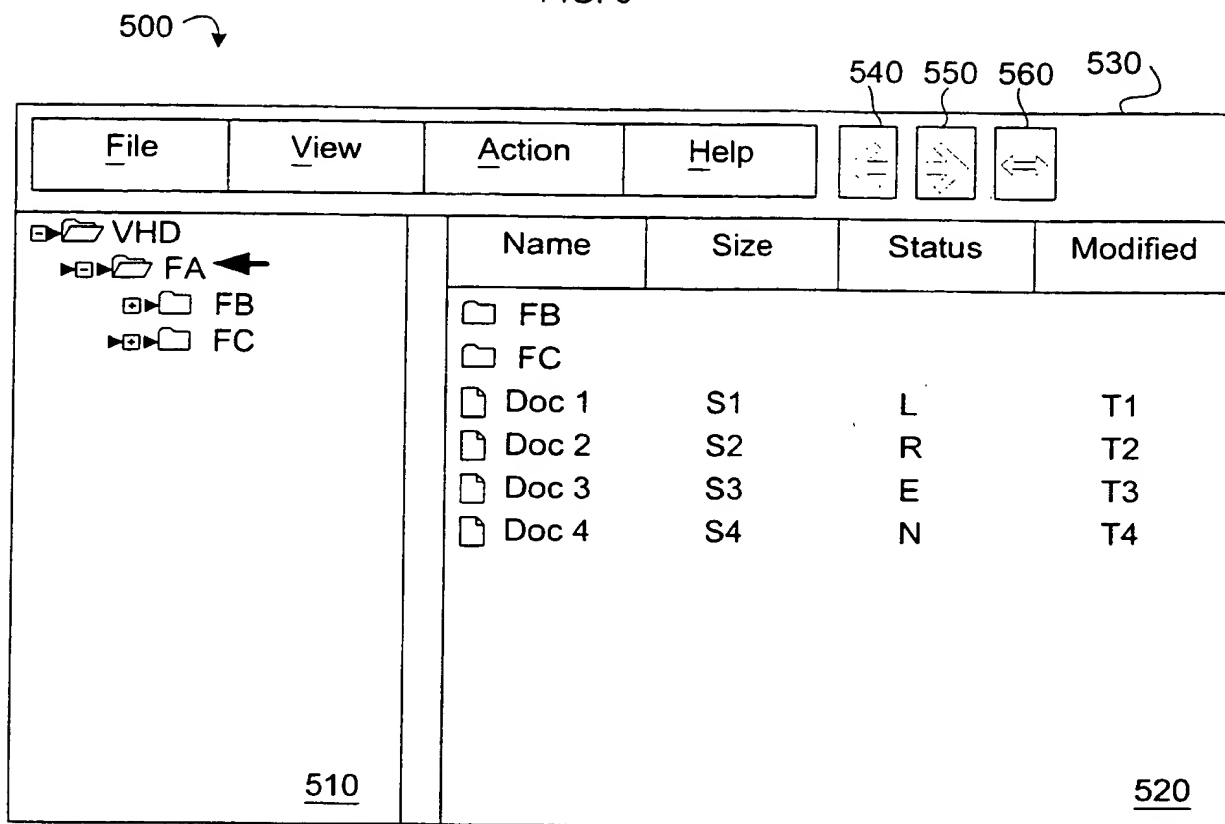 500
540 550 560 530
File View Action Help
VHD
FA
FB
FC
510
Name Size Status Modified
FB
FC
Doc 1 S1 L T1
Doc 2 S2 R T2
Doc 3 S3 E T3
Doc 4 S4 N T4
520